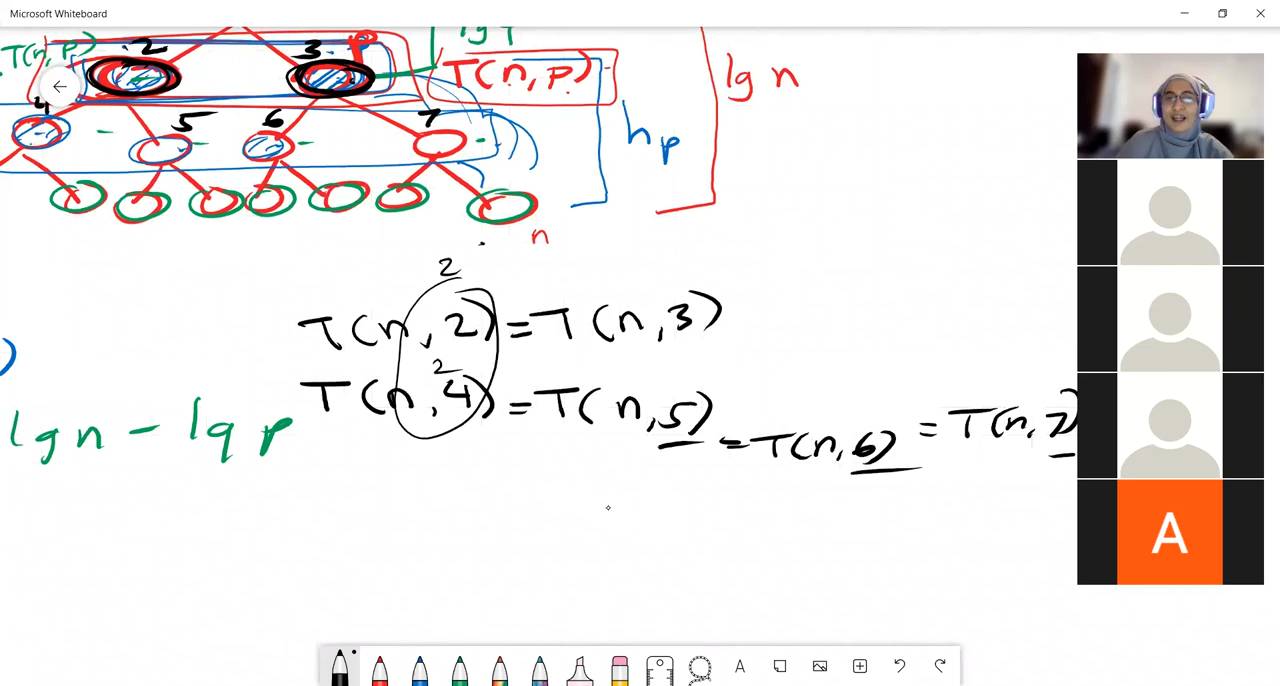 Microsoft Whiteboard
T(n, p)
2
3
p
T(n, p)
lg n
4
5
6
7
h p
n
2
T(n, 2) = T(n, 3)
2
T(n, 4) = T(n, 5) = T(n, 6) = T(n, 7)
)
lg n - lg p
A
A